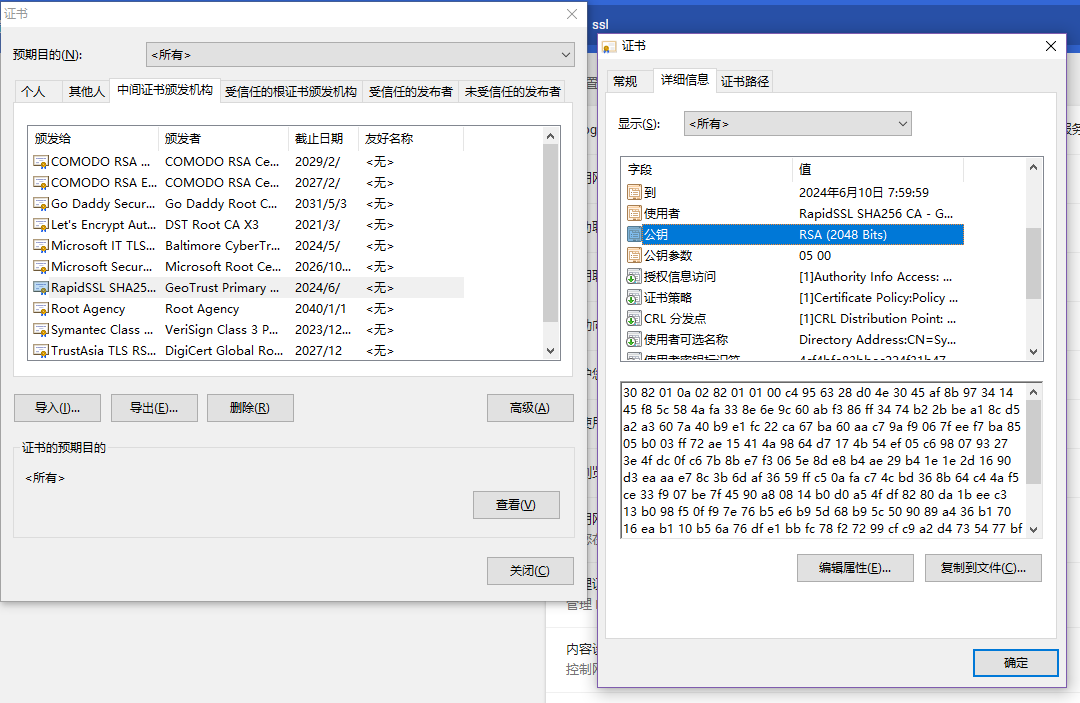 证书
预期目的(N):
<所有>
个人
其他人
中间证书颁发机构
受信任的根证书颁发机构
受信任的发布者
未受信任的发布者
颁发给 颁发者 截止日期 友好名称
COMODO RSA ... COMODO RSA Ce... 2029/2/ <无>
COMODO RSA E... COMODO RSA Ce... 2027/2/ <无>
Go Daddy Secur... Go Daddy Root C... 2031/5/3 <无>
Let's Encrypt Aut... DST Root CA X3 2021/3/ <无>
Microsoft IT TLS... Baltimore CyberTr... 2024/5/ <无>
Microsoft Secur... Microsoft Root Ce... 2026/10... <无>
RapidSSL SHA25... GeoTrust Primary ... 2024/6/ <无>
Root Agency Root Agency 2040/1/1 <无>
Symantec Class ... VeriSign Class 3 P... 2023/12... <无>
TrustAsia TLS RS... DigiCert Global Ro... 2027/12 <无>
导入(I)...
导出(E)...
删除(R)
高级(A)
证书的预期目的
<所有>
查看(V)
关闭(C)
ssl
证书
常规
详细信息
证书路径
显示(S):
<所有>
字段 值
到 2024年6月10日 7:59:59
使用者 RapidSSL SHA256 CA - G...
公钥 RSA (2048 Bits)
公钥参数 05 00
授权信息访问 [1]Authority Info Access: ...
证书策略 [1]Certificate Policy:Policy ...
CRL 分发点 [1]CRL Distribution Point: ...
使用者可选名称 Directory Address:CN=Sy...
使用者密钥标识符
30 82 01 0a 02 82 01 01 00 c4 95 63 28 d0 4e 30 45 af 8b 97 34 14
45 f8 5c 58 4a fa 33 8e 6e 9c 60 ab f3 86 ff 34 74 b2 2b be a1 8c d5
a2 a3 60 7a 40 b9 e1 fc 22 ca 67 ba 60 aa c7 9a f9 06 7f ee f7 ba 85
05 b0 03 ff 72 ae 15 41 4a 98 64 d7 17 4b 54 ef 05 c6 98 07 93 27
3e 4f dc 0f c6 7b 8b e7 f3 06 5e 8d e8 b4 ae 29 b4 1e 1e 2d 16 90
d3 ea aa e7 8c 3b 6d af 36 59 ff c5 0a fa c7 4c bd 36 8b 64 c4 4a f5
ce 33 f9 07 be 7f 45 90 a8 08 14 b0 d0 a5 4f df 82 80 da 1b ee c3
13 b0 98 f5 0f f9 7e 76 b5 e6 b9 5d 68 b9 5c 50 90 89 a4 36 b1 70
16 ea b1 10 b5 6a 76 df e1 bb fc 78 f2 72 99 cf c9 a2 d4 73 54 77 bf
编辑属性(E)...
复制到文件(C)...
确定
管理
内容
控制